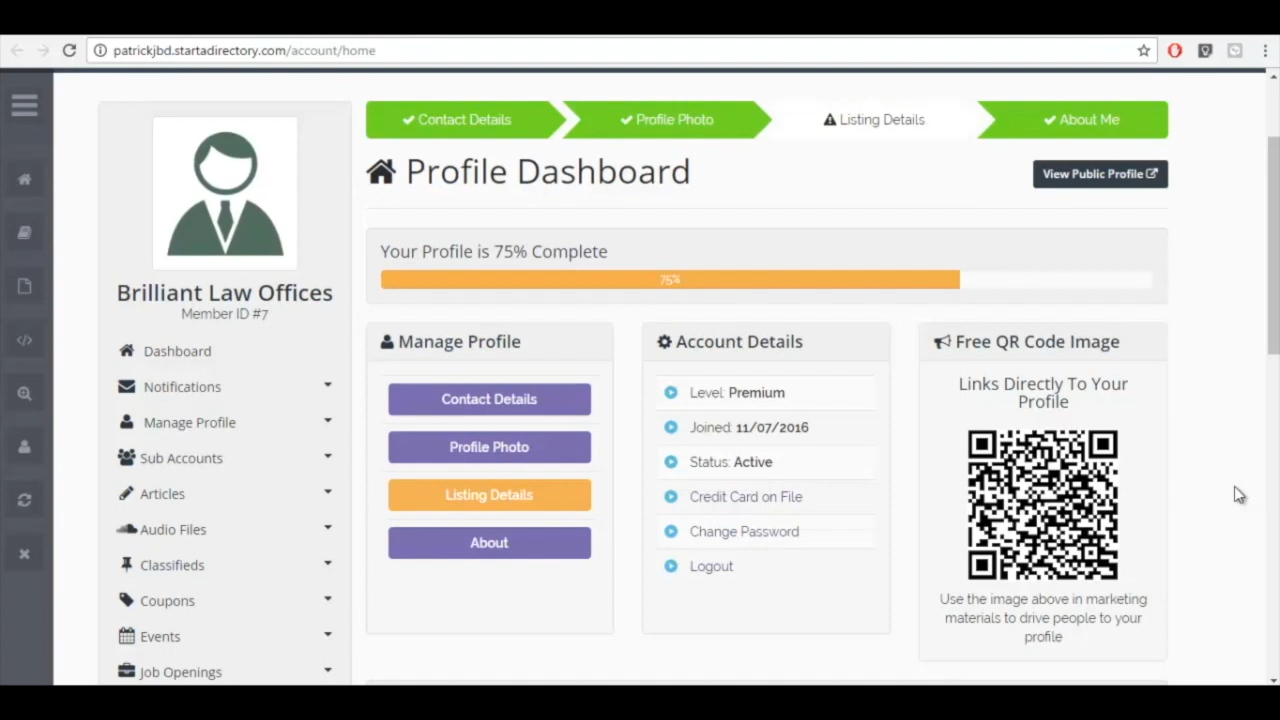 patrickjbd.startadirectory.com/account/home
Contact Details
Profile Photo
Listing Details
About Me
Profile Dashboard
View Public Profile
Your Profile is 75% Complete
75%
Brilliant Law Offices
Member ID #7
Dashboard
Notifications
Manage Profile
Sub Accounts
Articles
Audio Files
Classifieds
Coupons
Events
Job Openings
Manage Profile
Contact Details
Profile Photo
Listing Details
About
Account Details
Level: Premium
Joined: 11/07/2016
Status: Active
Credit Card on File
Change Password
Logout
Free QR Code Image
Links Directly To Your
Profile
Use the image above in marketing
materials to drive people to your
profile